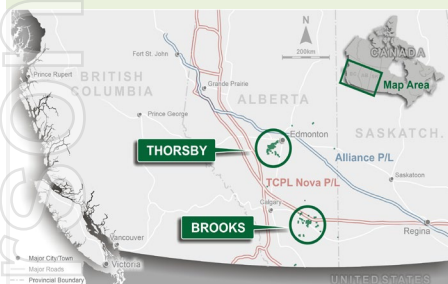 N
200km
CANADA
Map Area
Fort St. John
Prince Rupert
BRITISH
COLUMBIA
Grande Prairie
ALBERTA
Prince George
SASKATCH.
THORSBY
Edmonton
Alliance P/L
TCPL Nova P/L
Saskatoon
Calgary
BROOKS
Regina
Vancouver
Victoria
Major City/Town
Major Roads
Provincial Boundary
UNITED STATES